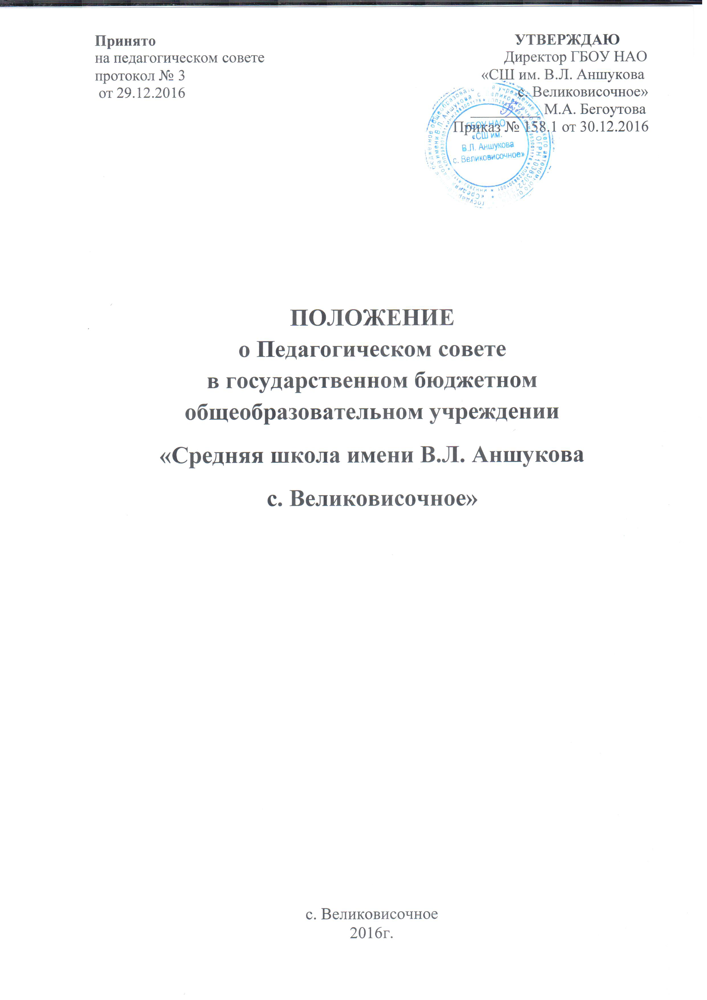 Принято
на педагогическом совете
протокол № 3
от 29.12.2016
УТВЕРЖДАЮ
Директор ГБОУ НАО
«СШ им. В.Л. Аншукова
с. Великовисочное»
__________М.А. Бегоутова
Приказ № 158.1 от 30.12.2016
ГБОУ НАО
«СШ им.
В.Л. Аншукова
с. Великовисочное»
ПОЛОЖЕНИЕ
о Педагогическом совете
в государственном бюджетном
общеобразовательном учреждении
«Средняя школа имени В.Л. Аншукова
с. Великовисочное»
с. Великовисочное
2016г.